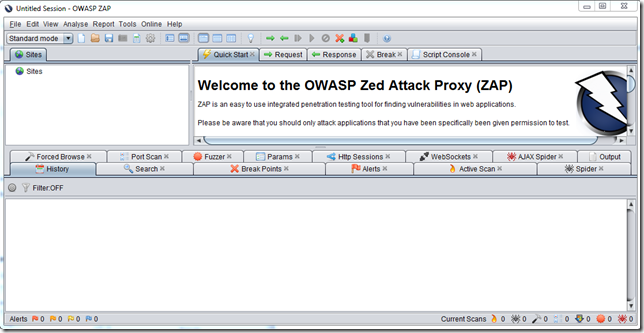 Untitled Session - OWASP ZAP
File Edit View Analyse Report Tools Online Help
Standard mode
Sites
Quick Start Request Response Break Script Console
Sites
Welcome to the OWASP Zed Attack Proxy (ZAP)
ZAP is an easy to use integrated penetration testing tool for finding vulnerabilities in web applications.
Please be aware that you should only attack applications that you have been specifically been given permission to test.
Forced Browse Port Scan Fuzzer Params Http Sessions WebSockets AJAX Spider Output
History Search Break Points Alerts Active Scan Spider
Filter:OFF
Alerts 0 0 0 0 Current Scans 0 0 0 0 0 0 0